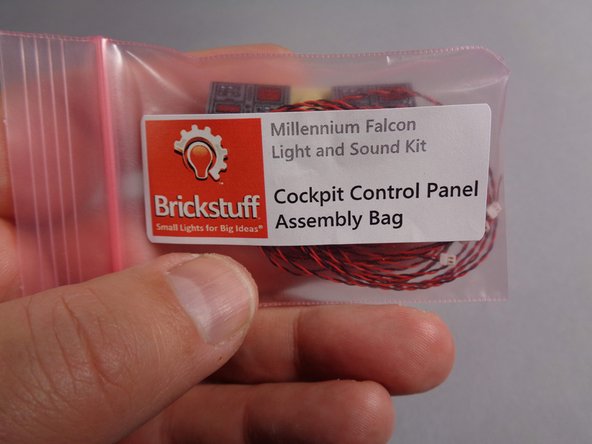 Millennium Falcon
Light and Sound Kit
Cockpit Control Panel
Assembly Bag
Brickstuff
Small Lights for Big Ideas®